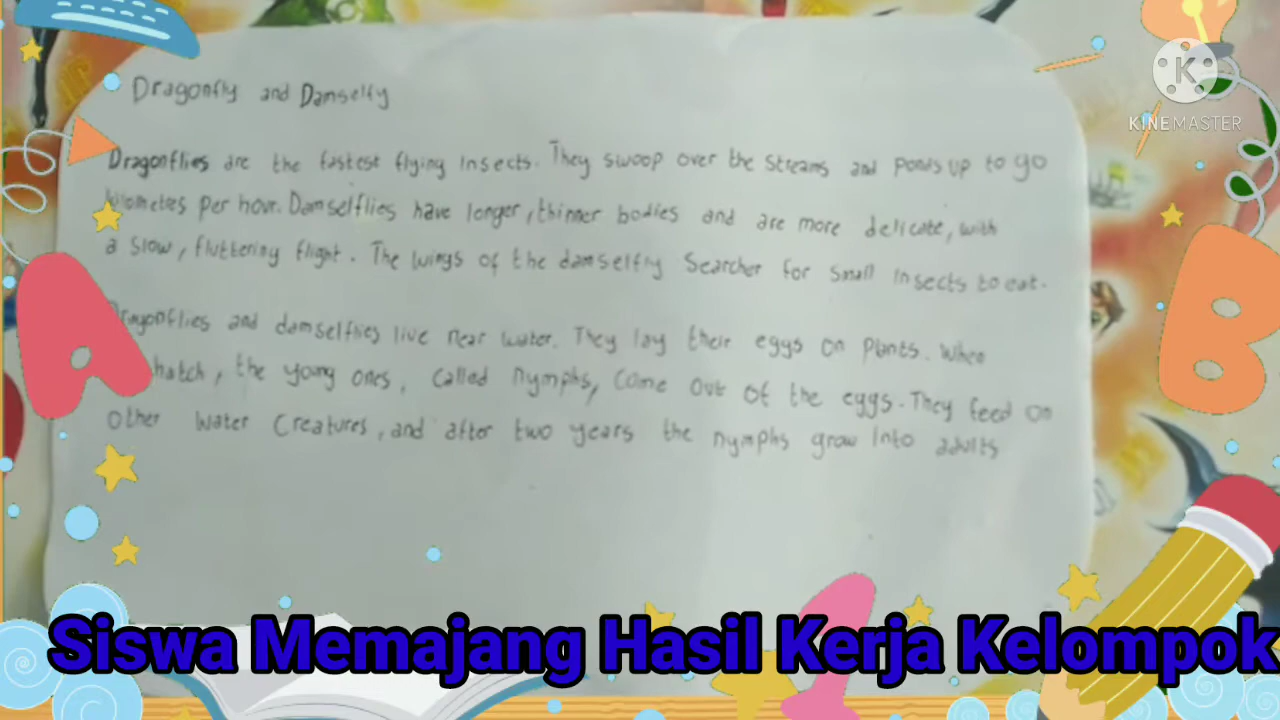 Dragonfly and Damselfy
Dragonflies are the fastest flying insects. They swoop over the streams and ponds up to go
kilometres per hour. Damselflies have longer, thinner bodies and are more delicate, with
a slow, fluttering flight. The wings of the damselfly Searcher for small insects to eat.
Dragonflies and damselflies live near water. They lay their eggs on plants. When
hatch, the young ones, called nymphs, come out of the eggs. They feed on
other water creatures, and after two years the nymphs grow into adults
KINEMASTER
Siswa Memajang Hasil Kerja Kelompok